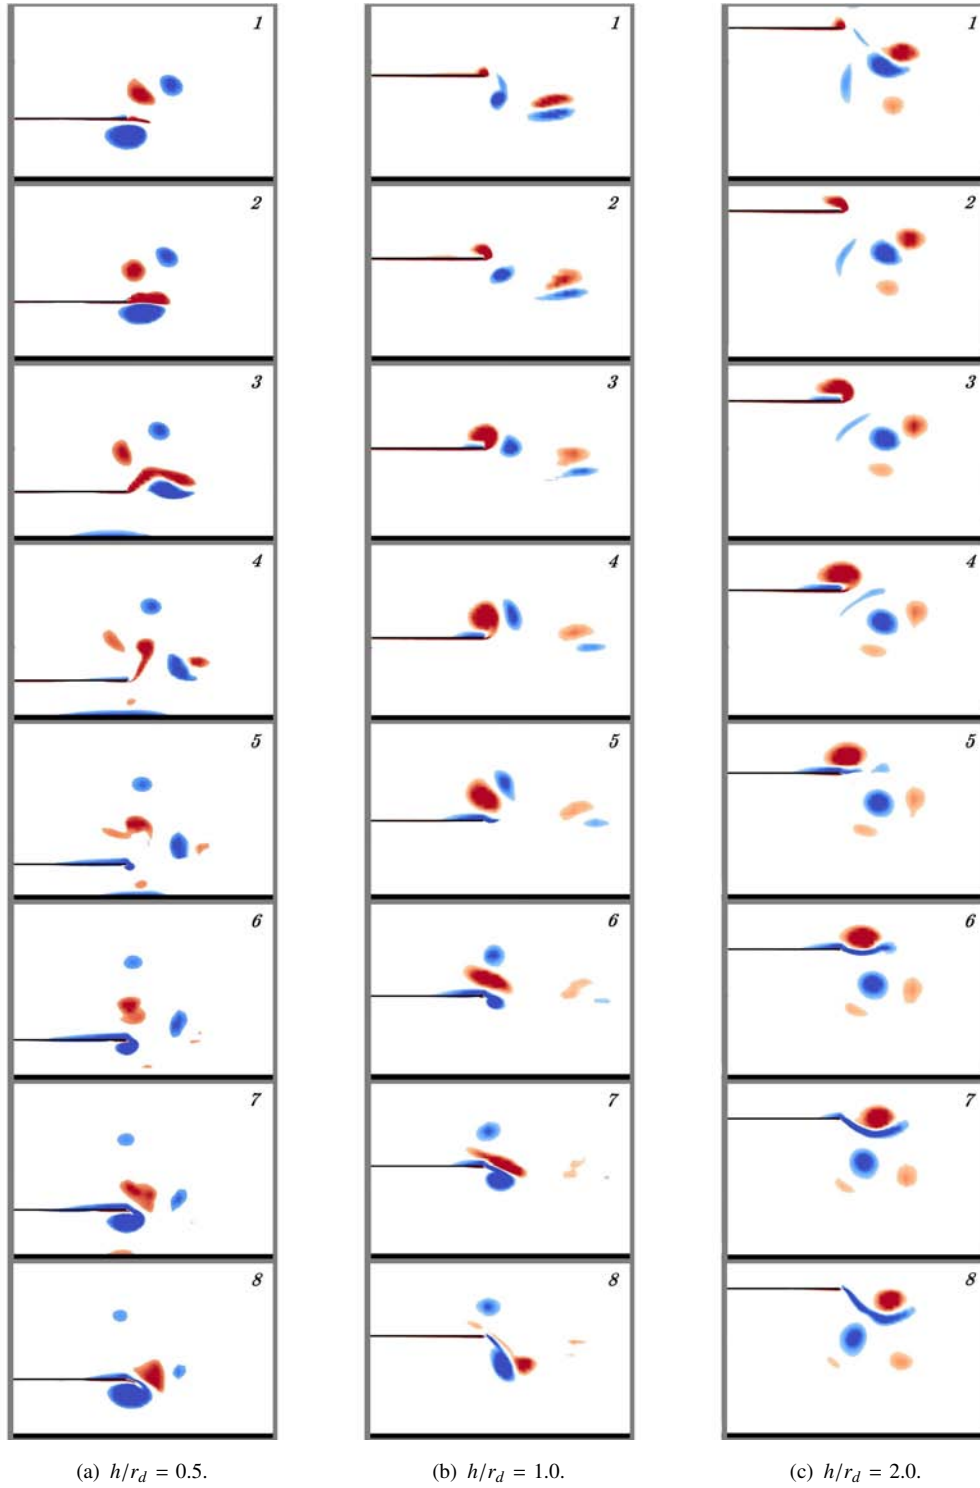 1 1 1
2 2 2
3 3 3
4 4 4
5 5 5
6 6 6
7 7 7
8 8 8
(a) h/r_d = 0.5. (b) h/r_d = 1.0. (c) h/r_d = 2.0.